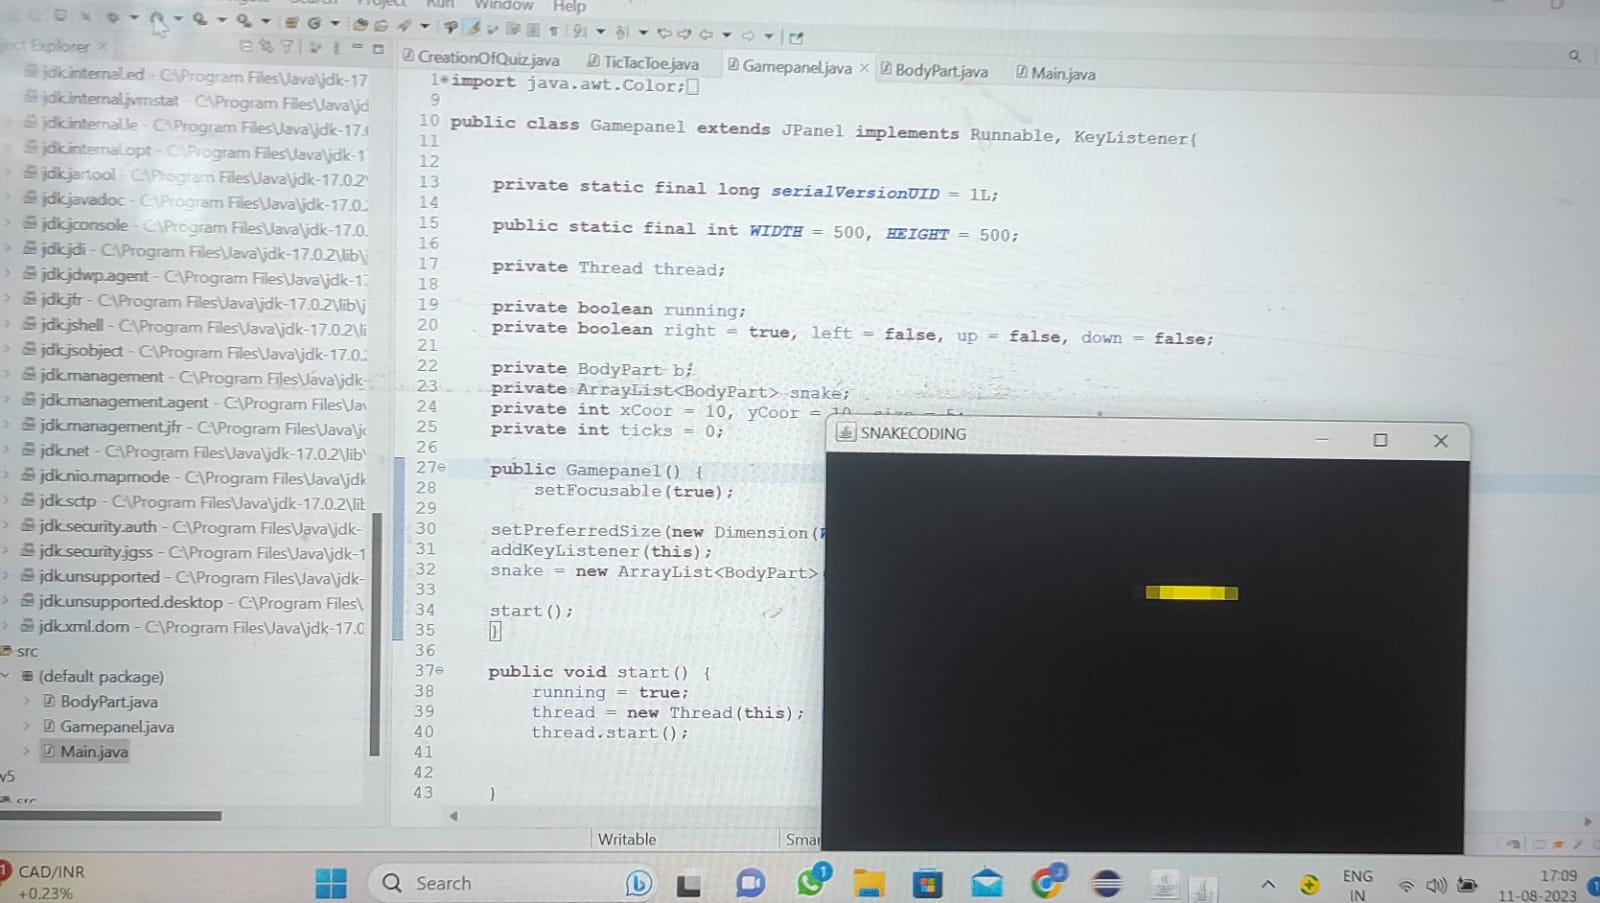 Project Run Window Help
ject Explorer
jdk.internal.ed - C:\Program Files\Java\jdk-17
jdk.internal.jvmstat - C:\Program Files\Java\jd
jdk.internal.le - C:\Program Files\Java\jdk-17.
jdk.internal.opt - C:\Program Files\Java\jdk-1
jdk.jartool - C:\Program Files\Java\jdk-17.0.2\
jdk.javadoc - C:\Program Files\Java\jdk-17.0.
jdk.jconsole - C:\Program Files\Java\jdk-17.0.
jdk.jdi - C:\Program Files\Java\jdk-17.0.2\lib\
jdk.jdwp.agent - C:\Program Files\Java\jdk-1
jdk.jfr - C:\Program Files\Java\jdk-17.0.2\lib\j
jdk.jshell - C:\Program Files\Java\jdk-17.0.2\li
jdk.jsobject - C:\Program Files\Java\jdk-17.0.
jdk.management - C:\Program Files\Java\jdk-
jdk.management.agent - C:\Program Files\Jav
jdk.management.jfr - C:\Program Files\Java\jd
jdk.net - C:\Program Files\Java\jdk-17.0.2\lib\
jdk.nio.mapmode - C:\Program Files\Java\jdk
jdk.sctp - C:\Program Files\Java\jdk-17.0.2\lib
jdk.security.auth - C:\Program Files\Java\jdk-
jdk.security.jgss - C:\Program Files\Java\jdk-1
jdk.unsupported - C:\Program Files\Java\jdk-
jdk.unsupported.desktop - C:\Program Files\
jdk.xml.dom - C:\Program Files\Java\jdk-17.0
src
(default package)
BodyPart.java
Gamepanel.java
Main.java
v5
src
CreationOfQuiz.java TicTacToe.java Gamepanel.java BodyPart.java Main.java
1 import java.awt.Color;
9
10 public class Gamepanel extends JPanel implements Runnable, KeyListener{
11
12
13 private static final long serialVersionUID = 1L;
14
15 public static final int WIDTH = 500, HEIGHT = 500;
16
17 private Thread thread;
18
19 private boolean running;
20 private boolean right = true, left = false, up = false, down = false;
21
22 private BodyPart b;
23 private ArrayList<BodyPart> snake;
24 private int xCoor = 10, yCoor = 10, size = 5;
25 private int ticks = 0;
26
27 public Gamepanel() {
28 setFocusable(true);
29
30 setPreferredSize(new Dimension(
31 addKeyListener(this);
32 snake = new ArrayList<BodyPart>
33
34 start();
35 }
36
37 public void start() {
38 running = true;
39 thread = new Thread(this);
40 thread.start();
41
42
43 }
SNAKECODING
Writable
Smar
1
CAD/INR
+0.23%
Search
1
ENG
IN
17:09
11-08-2023